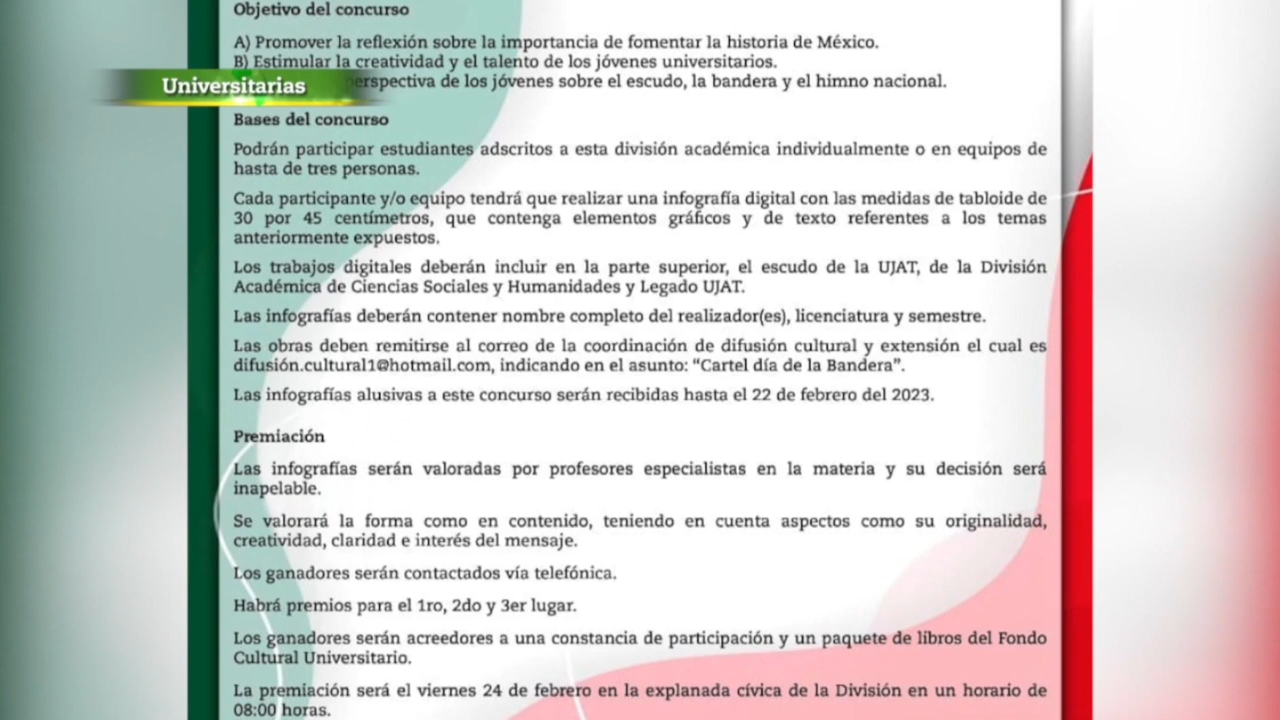 Objetivo del concurso
A) Promover la reflexión sobre la importancia de fomentar la historia de México.
B) Estimular la creatividad y el talento de los jóvenes universitarios.
Universitarias
de los jóvenes sobre el escudo, la bandera y el himno nacional.
Bases del concurso
Podrán participar estudiantes adscritos a esta división académica individualmente o en equipos de
hasta de tres personas.
Cada participante y/o equipo tendrá que realizar una infografía digital con las medidas de tabloide de
30 por 45 centímetros, que contenga elementos gráficos y de texto referentes a los temas
anteriormente expuestos.
Los trabajos digitales deberán incluir en la parte superior, el escudo de la UJAT, de la División
Académica de Ciencias Sociales y Humanidades y Legado UJAT.
Las infografías deberán contener nombre completo del realizador(es), licenciatura y semestre.
Las obras deben remitirse al correo de la coordinación de difusión cultural y extensión el cual es
difusión.cultural1@hotmail.com, indicando en el asunto: “Cartel día de la Bandera”.
Las infografías alusivas a este concurso serán recibidas hasta el 22 de febrero del 2023.
Premiación
Las infografías serán valoradas por profesores especialistas en la materia y su decisión será
inapelable.
Se valorará la forma como en contenido, teniendo en cuenta aspectos como su originalidad,
creatividad, claridad e interés del mensaje.
Los ganadores serán contactados vía telefónica.
Habrá premios para el 1ro, 2do y 3er lugar.
Los ganadores serán acreedores a una constancia de participación y un paquete de libros del Fondo
Cultural Universitario.
La premiación será el viernes 24 de febrero en la explanada cívica de la División en un horario de
08:00 horas.